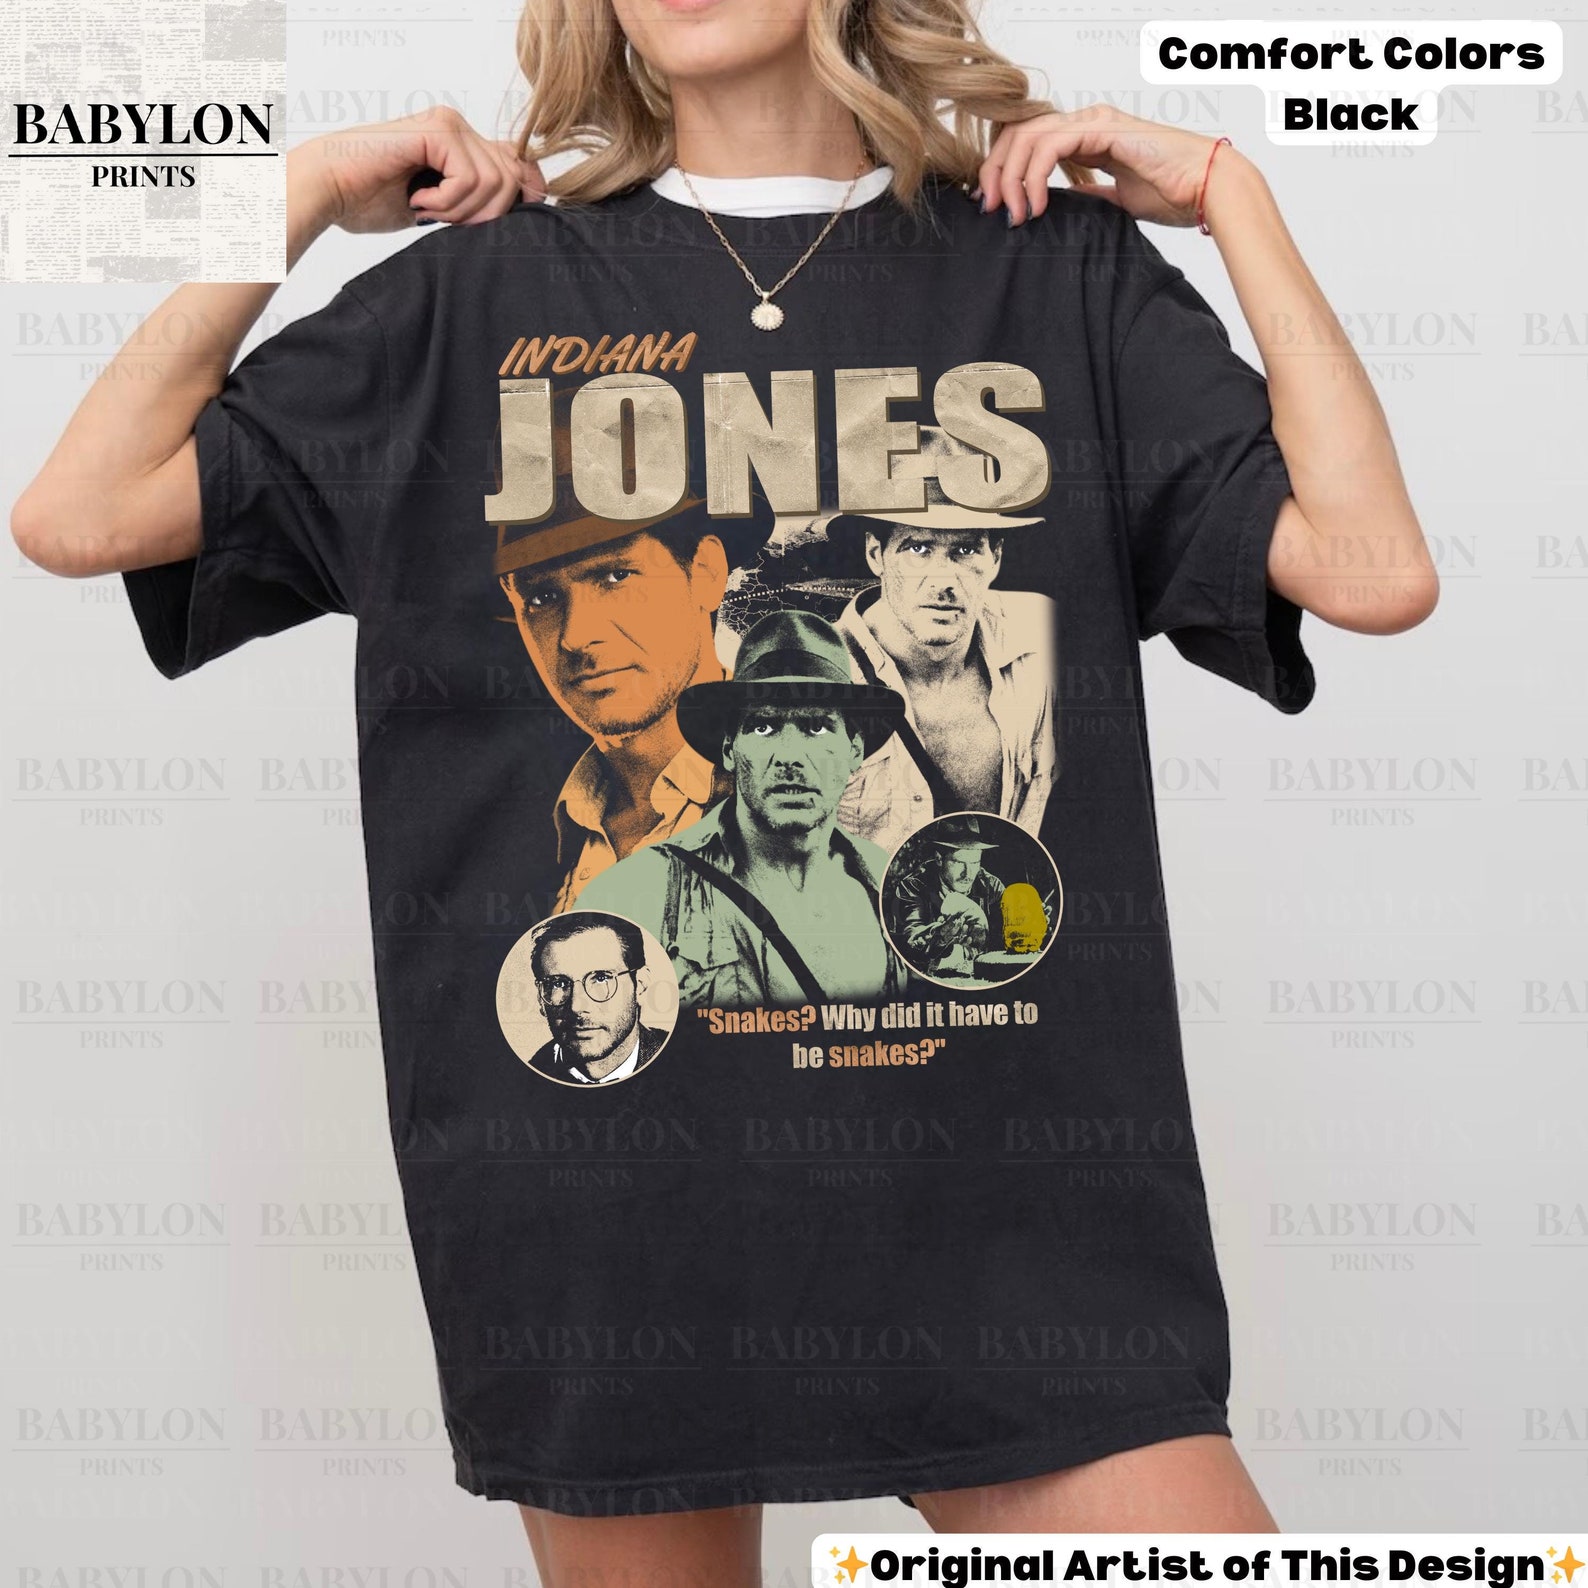 BABYLON
PRINTS
Comfort Colors
Black
INDIANA
JONES
"Snakes? Why did it have to
be snakes?"
✨Original Artist of This Design✨